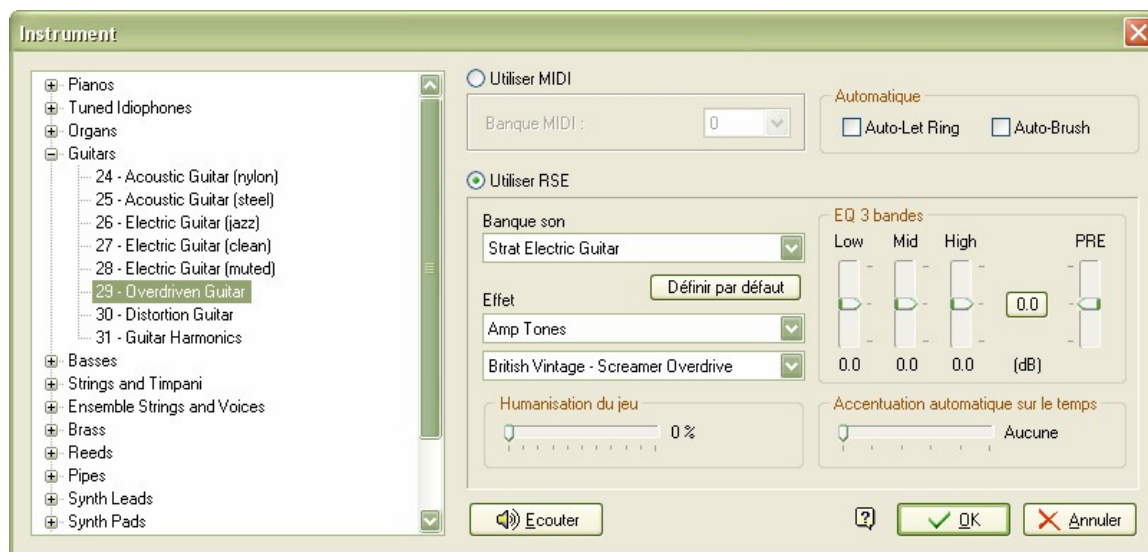 Instrument
Pianos
Tuned Idiophones
Organs
Guitars
24 - Acoustic Guitar (nylon)
25 - Acoustic Guitar (steel)
26 - Electric Guitar (jazz)
27 - Electric Guitar (clean)
28 - Electric Guitar (muted)
29 - Overdriven Guitar
30 - Distortion Guitar
31 - Guitar Harmonics
Basses
Strings and Timpani
Ensemble Strings and Voices
Brass
Reeds
Pipes
Synth Leads
Synth Pads
Utiliser MIDI
Banque MIDI :
0
Automatique
Auto-Let Ring
Auto-Brush
Utiliser RSE
Banque son
Strat Electric Guitar
Définir par défaut
Effet
Amp Tones
British Vintage - Screamer Overdrive
EQ 3 bandes
Low Mid High PRE
0.0
0.0 0.0 0.0 (dB)
Humanisation du jeu
0 %
Accentuation automatique sur le temps
Aucune
Ecouter
?
OK
Annuler